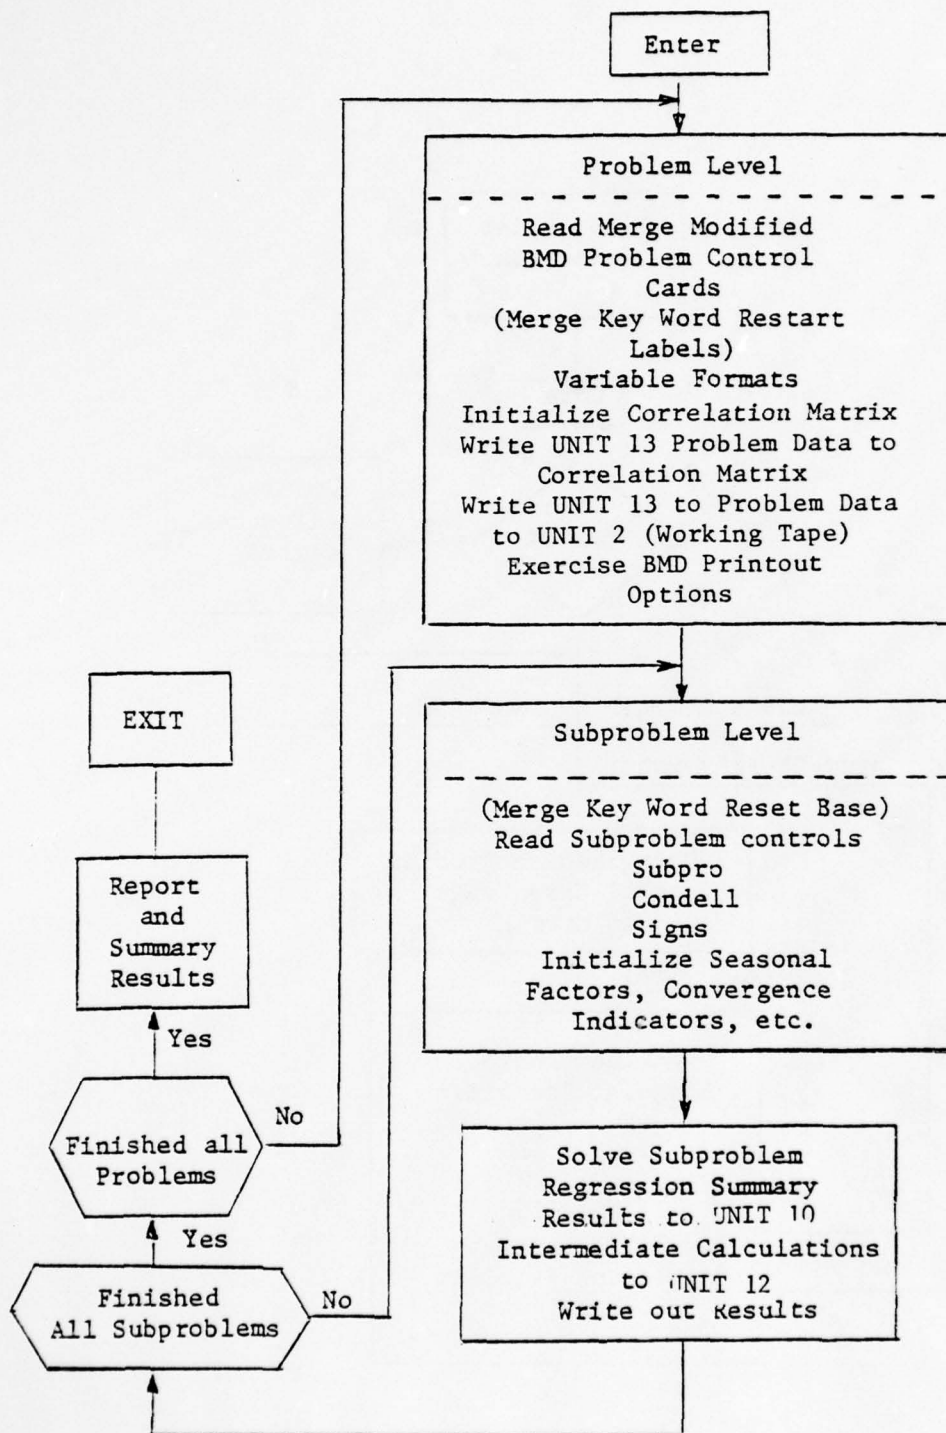 Enter
Problem Level
Read Merge Modified
BMD Problem Control
Cards
(Merge Key Word Restart
Labels)
Variable Formats
Initialize Correlation Matrix
Write UNIT 13 Problem Data to
Correlation Matrix
Write UNIT 13 to Problem Data
to UNIT 2 (Working Tape)
Exercise BMD Printout
Options
Subproblem Level
(Merge Key Word Reset Base)
Read Subproblem controls
Subpro
Condell
Signs
Initialize Seasonal
Factors, Convergence
Indicators, etc.
Solve Subproblem
Regression Summary
Results to UNIT 10
Intermediate Calculations
to UNIT 12
Write out Results
Finished
All Subproblems
No
Yes
Finished all
Problems
No
Yes
Report
and
Summary
Results
EXIT